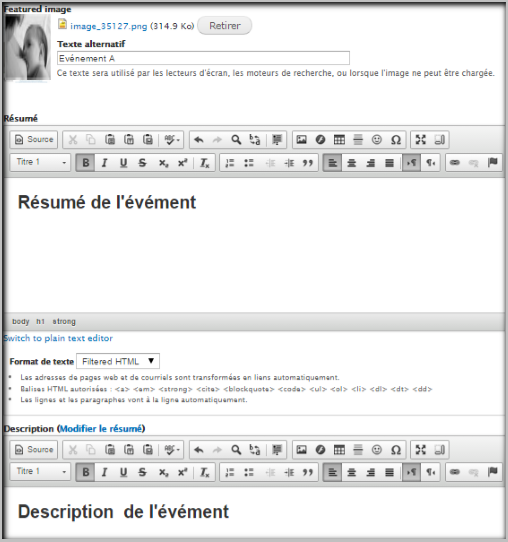 Featured image
image_35127.png (314.9 Ko) Retirer
Texte alternatif
Evénement A
Ce texte sera utilisé par les lecteurs d'écran, les moteurs de recherche, ou lorsque l'image ne peut être chargée.
Résumé
Source
Titre 1
Résumé de l'évément
body h1 strong
Switch to plain text editor
Format de texte Filtered HTML
Les adresses de pages web et de courriels sont transformées en liens automatiquement.
Balises HTML autorisées : <a> <em> <strong> <cite> <blockquote> <code> <ul> <ol> <li> <dl> <dt> <dd>
Les lignes et les paragraphes vont à la ligne automatiquement.
Description (Modifier le résumé)
Source
Titre 1
Description de l'évément